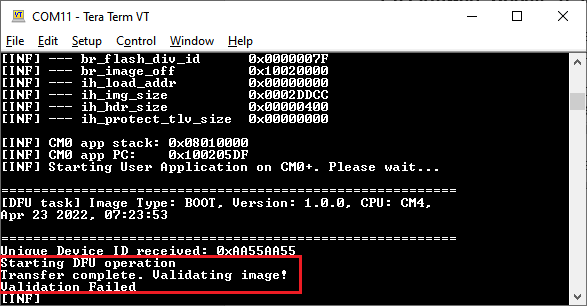 COM11 - Tera Term VT
File Edit Setup Control Window Help
[INF] --- br_flash_div_id 0x0000007F
[INF] --- br_image_off 0x10020000
[INF] --- ih_load_addr 0x00000000
[INF] --- ih_img_size 0x0002DDCC
[INF] --- ih_hdr_size 0x00000400
[INF] --- ih_protect_tlv_size 0x00000000
[INF] CM0 app stack: 0x08010000
[INF] CM0 app PC: 0x100205DF
[INF] Starting User Application on CM0+. Please wait...
=========================================================
[DFU task] Image Type: BOOT, Version: 1.0.0, CPU: CM4,
Apr 23 2022, 07:23:53
=========================================================
Unique Device ID received: 0xAA55AA55
Starting DFU operation
Transfer complete. Validating image!
Validation Failed
[INF]